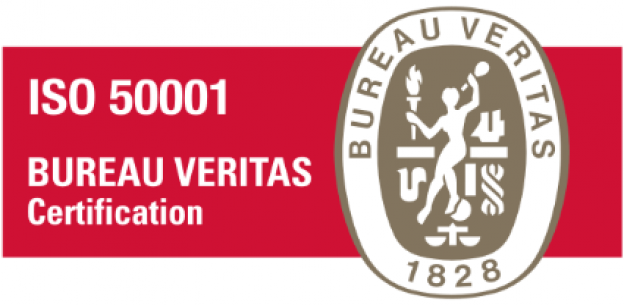 ISO 50001
BUREAU VERITAS
Certification
BUREAU VERITAS
1828